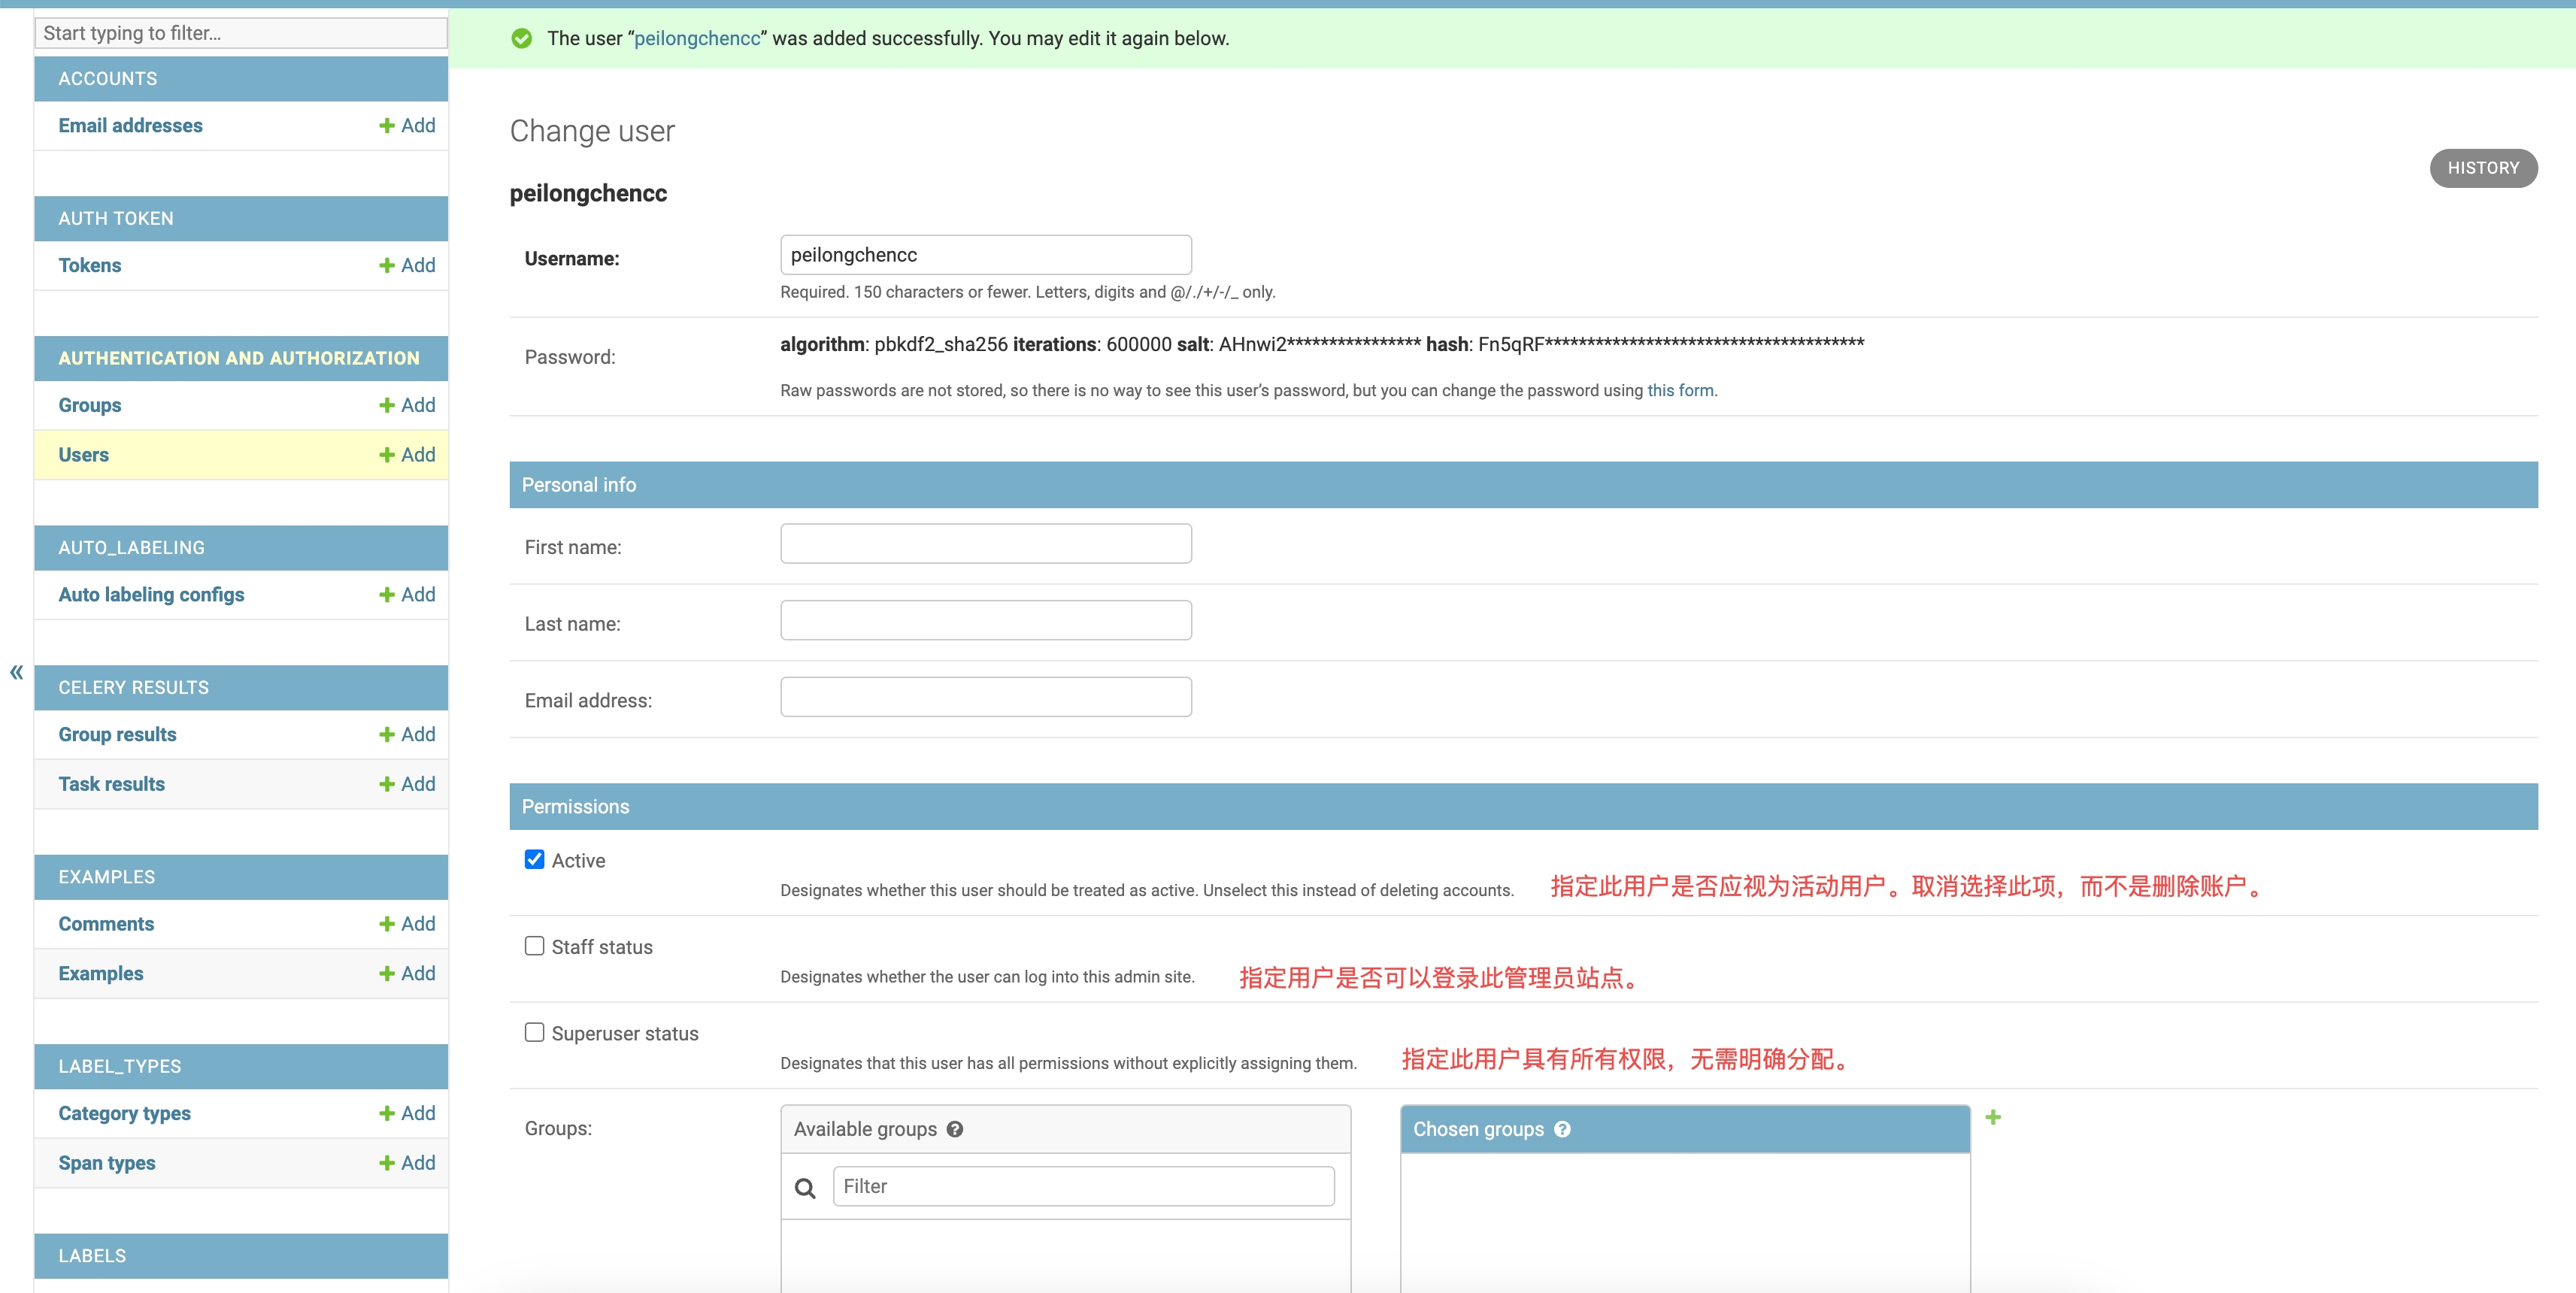 Start typing to filter...
ACCOUNTS
Email addresses + Add
AUTH TOKEN
Tokens + Add
AUTHENTICATION AND AUTHORIZATION
Groups + Add
Users + Add
AUTO_LABELING
Auto labeling configs + Add
CELERY RESULTS
Group results + Add
Task results + Add
EXAMPLES
Comments + Add
Examples + Add
LABEL_TYPES
Category types + Add
Span types + Add
LABELS
«
The user “peilongchencc” was added successfully. You may edit it again below.
Change user
HISTORY
peilongchencc
Username: peilongchencc
Required. 150 characters or fewer. Letters, digits and @/./+/-/_ only.
Password: algorithm: pbkdf2_sha256 iterations: 600000 salt: AHnwi2**************** hash: Fn5qRF**************************************
Raw passwords are not stored, so there is no way to see this user’s password, but you can change the password using this form.
Personal info
First name:
Last name:
Email address:
Permissions
Active
Designates whether this user should be treated as active. Unselect this instead of deleting accounts. 指定此用户是否应视为活动用户。取消选择此项，而不是删除账户。
Staff status
Designates whether the user can log into this admin site. 指定用户是否可以登录此管理员站点。
Superuser status
Designates that this user has all permissions without explicitly assigning them. 指定此用户具有所有权限，无需明确分配。
Groups: Available groups ? Chosen groups ? +
Filter